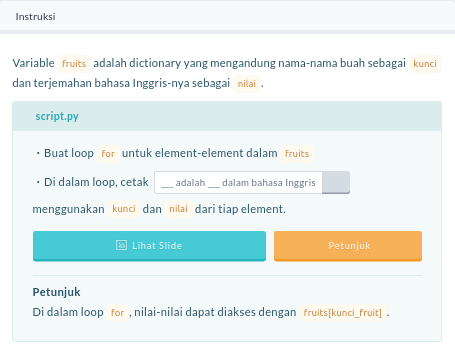 Instruksi
Variable fruits adalah dictionary yang mengandung nama-nama buah sebagai kunci
dan terjemahan bahasa Inggris-nya sebagai nilai .
script.py
· Buat loop for untuk element-element dalam fruits
· Di dalam loop, cetak __ adalah __ dalam bahasa Inggris
menggunakan kunci dan nilai dari tiap element.
Lihat Slide Petunjuk
Petunjuk
Di dalam loop for , nilai-nilai dapat diakses dengan fruits[kunci_fruit] .